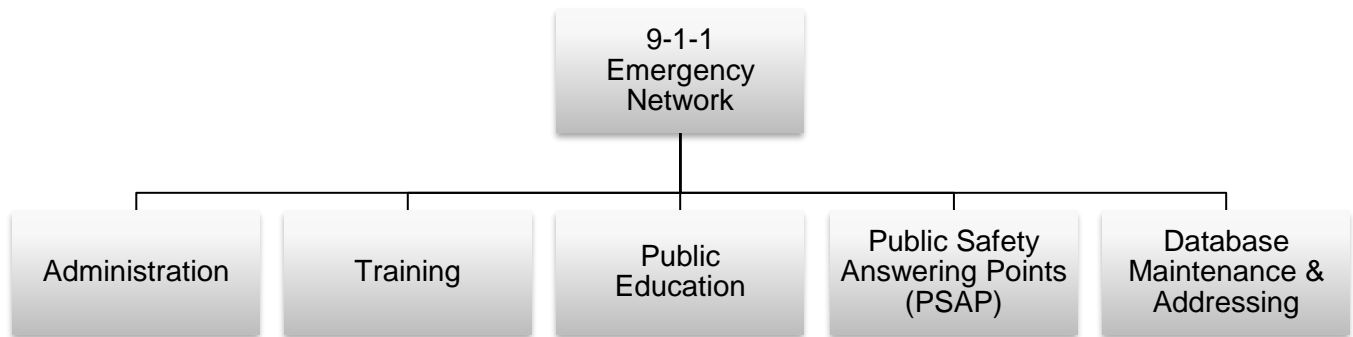 9-1-1
Emergency
Network
Administration
Training
Public
Education
Public Safety
Answering Points
(PSAP)
Database
Maintenance &
Addressing